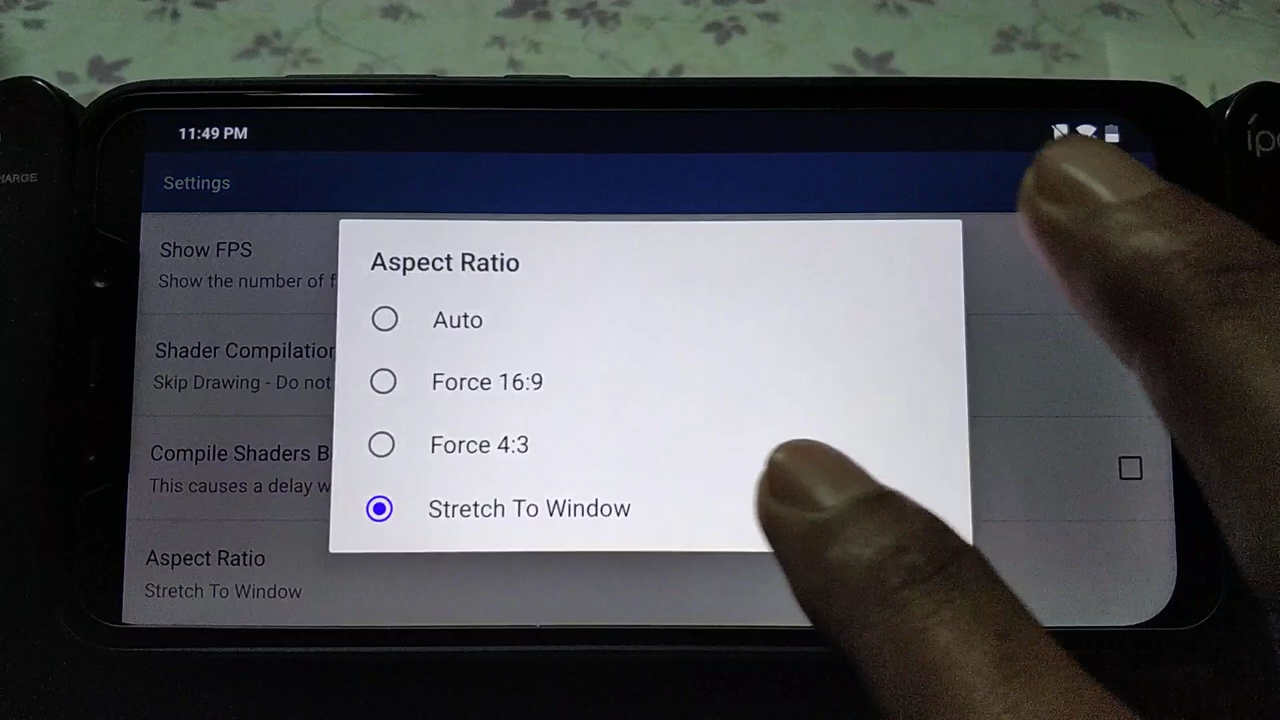 11:49 PM
HARGE
Settings
Show FPS
Show the number of f
Aspect Ratio
Auto
Shader Compilation
Skip Drawing - Do not
Force 16:9
Force 4:3
Compile Shaders B
This causes a delay w
Stretch To Window
Aspect Ratio
Stretch To Window